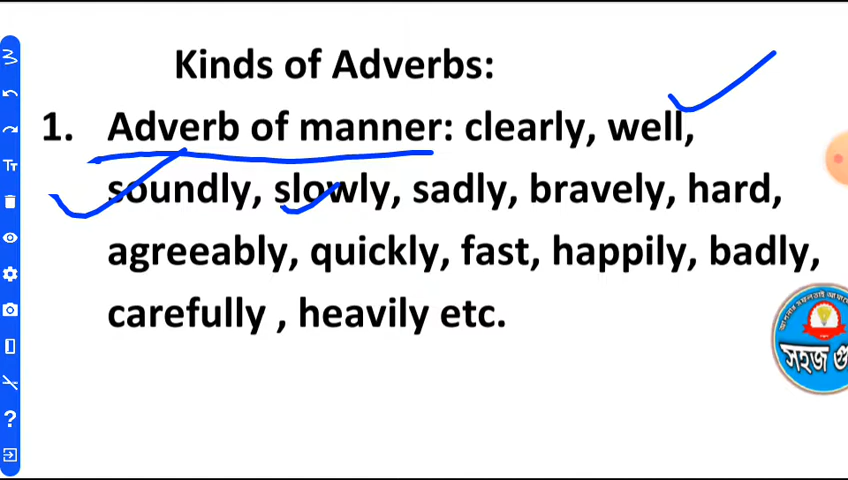 Kinds of Adverbs:
1. Adverb of manner: clearly, well,
soundly, slowly, sadly, bravely, hard,
agreeably, quickly, fast, happily, badly,
carefully , heavily etc.
সহজ